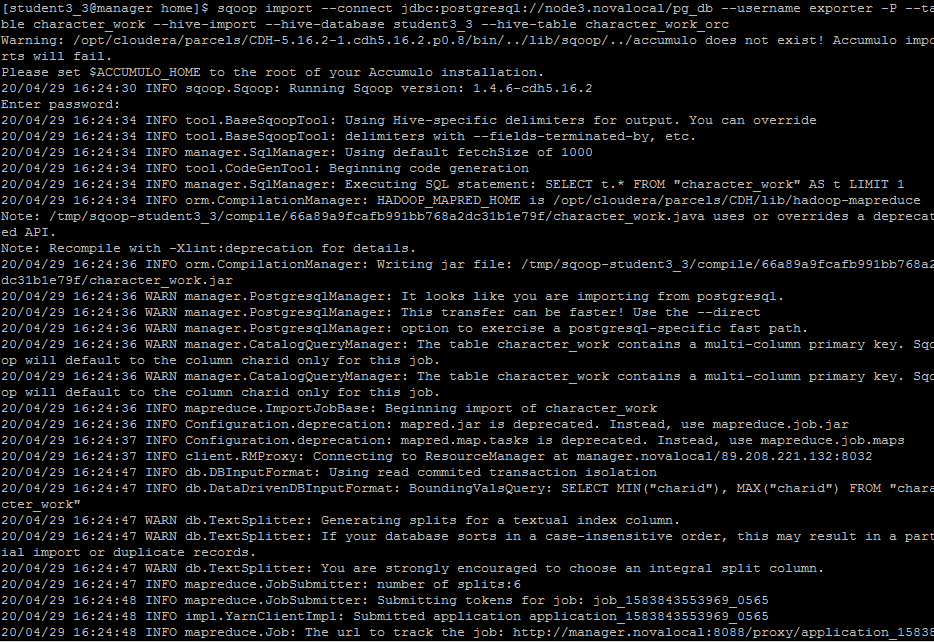 [student3_3@manager home]$ sqoop import --connect jdbc:postgresql://node3.novalocal/pg_db --username exporter -P --ta
ble character_work --hive-import --hive-database student3_3 --hive-table character_work_orc
Warning: /opt/cloudera/parcels/CDH-5.16.2-1.cdh5.16.2.p0.8/bin/../lib/sqoop/../accumulo does not exist! Accumulo impo
rts will fail.
Please set $ACCUMULO_HOME to the root of your Accumulo installation.
20/04/29 16:24:30 INFO sqoop.Sqoop: Running Sqoop version: 1.4.6-cdh5.16.2
Enter password:
20/04/29 16:24:34 INFO tool.BaseSqoopTool: Using Hive-specific delimiters for output. You can override
20/04/29 16:24:34 INFO tool.BaseSqoopTool: delimiters with --fields-terminated-by, etc.
20/04/29 16:24:34 INFO manager.SqlManager: Using default fetchSize of 1000
20/04/29 16:24:34 INFO tool.CodeGenTool: Beginning code generation
20/04/29 16:24:34 INFO manager.SqlManager: Executing SQL statement: SELECT t.* FROM "character_work" AS t LIMIT 1
20/04/29 16:24:34 INFO orm.CompilationManager: HADOOP_MAPRED_HOME is /opt/cloudera/parcels/CDH/lib/hadoop-mapreduce
Note: /tmp/sqoop-student3_3/compile/66a89a9fcafb991bb768a2dc31b1e79f/character_work.java uses or overrides a deprecat
ed API.
Note: Recompile with -Xlint:deprecation for details.
20/04/29 16:24:36 INFO orm.CompilationManager: Writing jar file: /tmp/sqoop-student3_3/compile/66a89a9fcafb991bb768a2
dc31b1e79f/character_work.jar
20/04/29 16:24:36 WARN manager.PostgresqlManager: It looks like you are importing from postgresql.
20/04/29 16:24:36 WARN manager.PostgresqlManager: This transfer can be faster! Use the --direct
20/04/29 16:24:36 WARN manager.PostgresqlManager: option to exercise a postgresql-specific fast path.
20/04/29 16:24:36 WARN manager.CatalogQueryManager: The table character_work contains a multi-column primary key. Sqo
op will default to the column charid only for this job.
20/04/29 16:24:36 WARN manager.CatalogQueryManager: The table character_work contains a multi-column primary key. Sqo
op will default to the column charid only for this job.
20/04/29 16:24:36 INFO mapreduce.ImportJobBase: Beginning import of character_work
20/04/29 16:24:36 INFO Configuration.deprecation: mapred.jar is deprecated. Instead, use mapreduce.job.jar
20/04/29 16:24:37 INFO Configuration.deprecation: mapred.map.tasks is deprecated. Instead, use mapreduce.job.maps
20/04/29 16:24:37 INFO client.RMProxy: Connecting to ResourceManager at manager.novalocal/89.208.221.132:8032
20/04/29 16:24:47 INFO db.DBInputFormat: Using read commited transaction isolation
20/04/29 16:24:47 INFO db.DataDrivenDBInputFormat: BoundingValsQuery: SELECT MIN("charid"), MAX("charid") FROM "chara
cter_work"
20/04/29 16:24:47 WARN db.TextSplitter: Generating splits for a textual index column.
20/04/29 16:24:47 WARN db.TextSplitter: If your database sorts in a case-insensitive order, this may result in a part
ial import or duplicate records.
20/04/29 16:24:47 WARN db.TextSplitter: You are strongly encouraged to choose an integral split column.
20/04/29 16:24:47 INFO mapreduce.JobSubmitter: number of splits:6
20/04/29 16:24:48 INFO mapreduce.JobSubmitter: Submitting tokens for job: job_1583843553969_0565
20/04/29 16:24:48 INFO impl.YarnClientImpl: Submitted application application_1583843553969_0565
20/04/29 16:24:48 INFO mapreduce.Job: The url to track the job: http://manager.novalocal:8088/proxy/application_15838